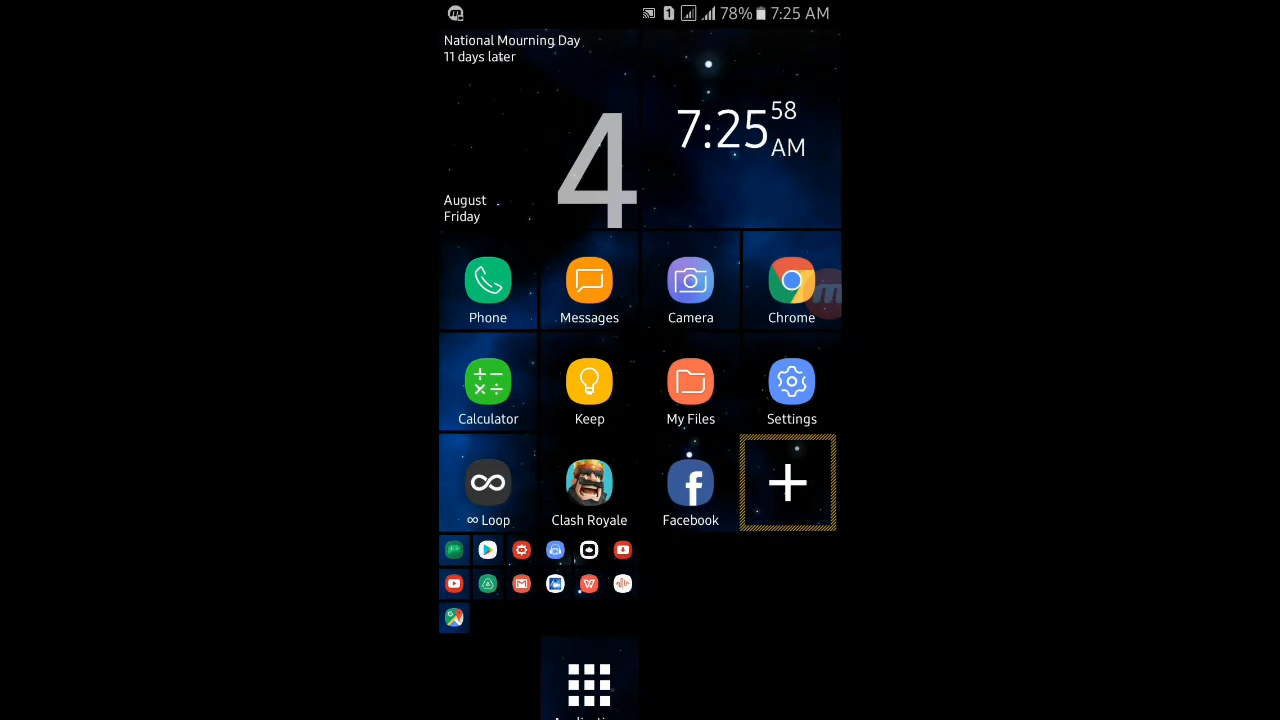 78% 7:25 AM
National Mourning Day
11 days later
4
7:25 58 AM
August
Friday
Phone
Messages
Camera
Chrome
Calculator
Keep
My Files
Settings
∞ Loop
Clash Royale
Facebook